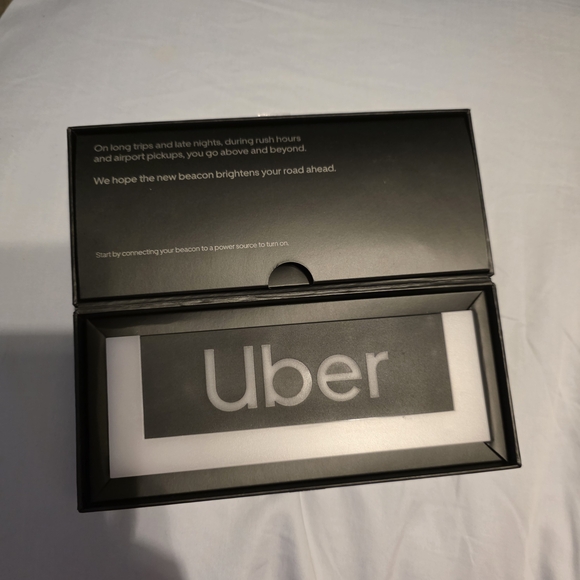 On long trips and late nights, during rush hours
and airport pickups, you go above and beyond.
We hope the new beacon brightens your road ahead.
Start by connecting your beacon to a power source to turn on.
Uber